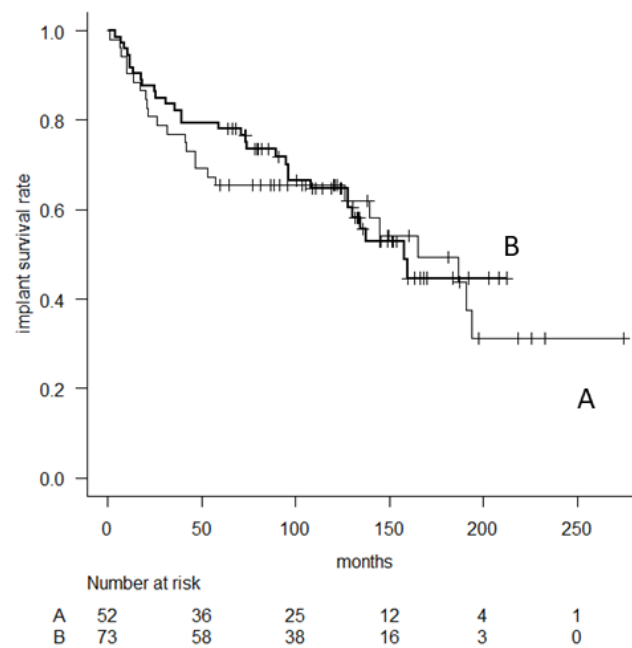 1.0
0.8
0.6
0.4
0.2
0.0
implant survival rate
B
A
0 50 100 150 200 250
months
Number at risk
A 52 36 25 12 4 1
B 73 58 38 16 3 0